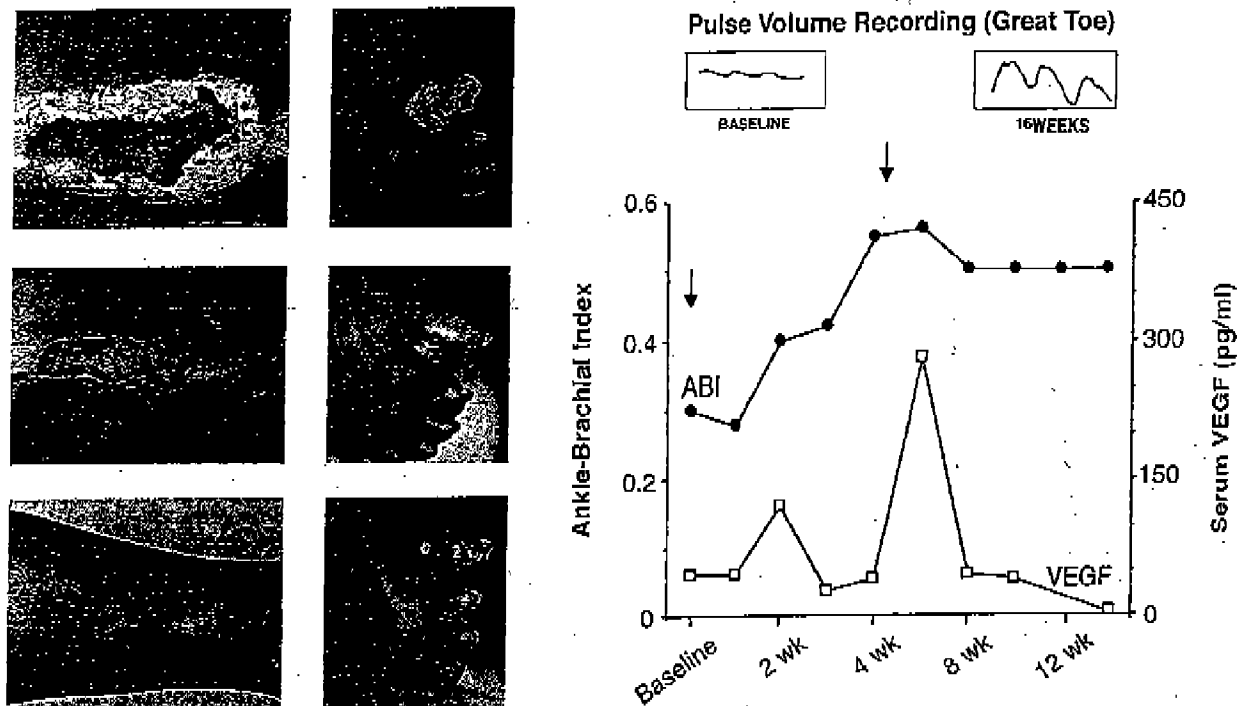 Pulse Volume Recording (Great Toe)
BASELINE
16WEEKS
0.6
0.4
0.2
0
Ankle-Brachial Index
ABI
VEGF
450
300
150
0
Serum VEGF (pg/ml)
Baseline
2 wk
4 wk
8 wk
12 wk